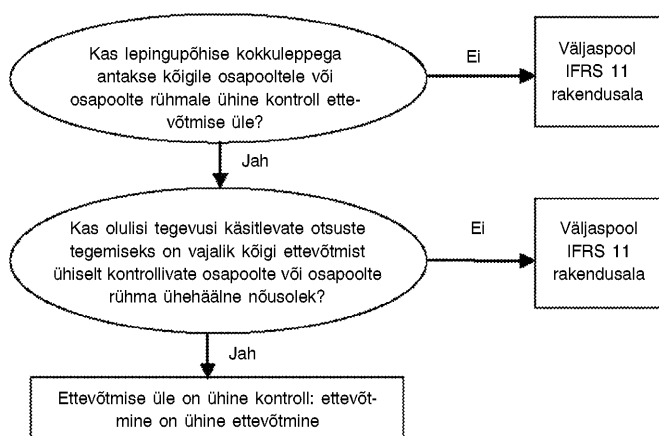 Kas lepingupõhise kokkuleppega
antakse kõigile osapooltele või
osapoolte rühmale ühine kontroll ette-
võtmise üle?
Ei
Väljaspool
IFRS 11
rakendusala
Jah
Kas olulisi tegevusi käsitlevate otsuste
tegemiseks on vajalik kõigi ettevõtmist
ühiselt kontrollivate osapoolte või osapoolte
rühma ühehäälne nõusolek?
Ei
Väljaspool
IFRS 11
rakendusala
Jah
Ettevõtmise üle on ühine kontroll: ettevõt-
mine on ühine ettevõtmine